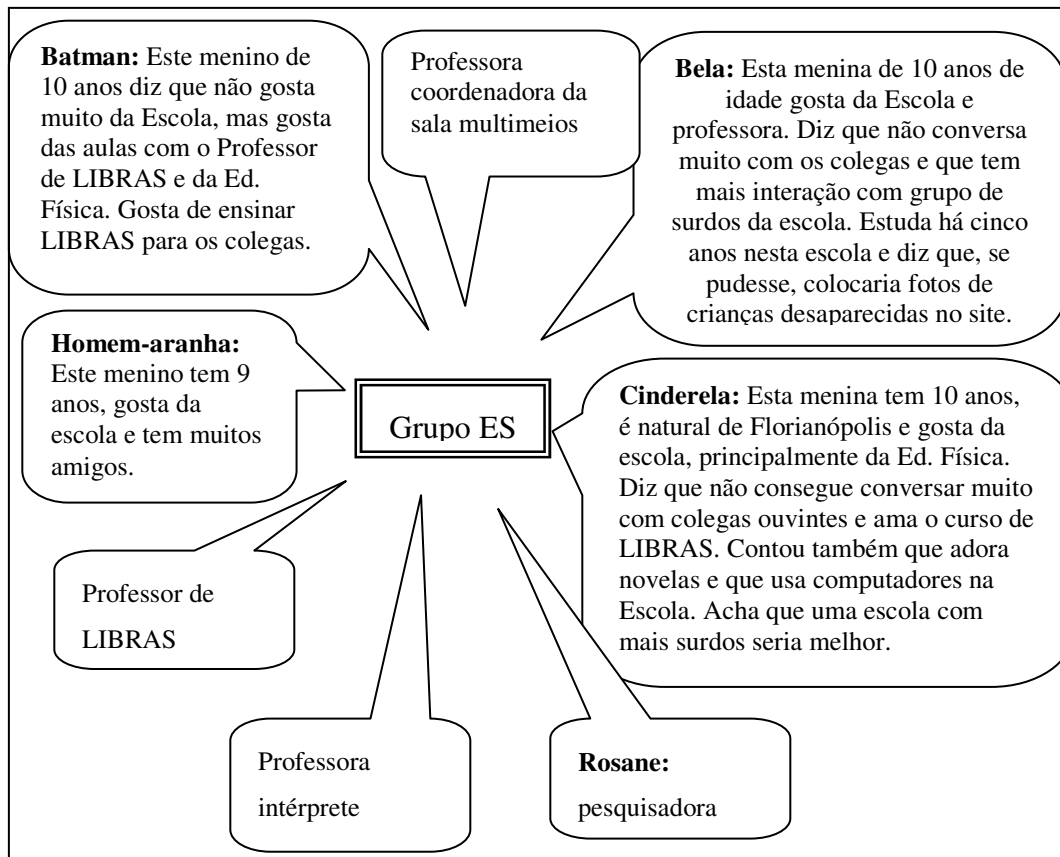 Batman: Este menino de
10 anos diz que não gosta
muito da Escola, mas gosta
das aulas com o Professor
de LIBRAS e da Ed.
Física. Gosta de ensinar
LIBRAS para os colegas.
Professora
coordenadora da
sala multimeios
Bela: Esta menina de 10 anos de
idade gosta da Escola e
professora. Diz que não conversa
muito com os colegas e que tem
mais interação com grupo de
surdos da escola. Estuda há cinco
anos nesta escola e diz que, se
pudesse, colocaria fotos de
crianças desaparecidas no site.
Homem-aranha:
Este menino tem 9
anos, gosta da
escola e tem muitos
amigos.
Grupo ES
Cinderela: Esta menina tem 10 anos,
é natural de Florianópolis e gosta da
escola, principalmente da Ed. Física.
Diz que não consegue conversar muito
com colegas ouvintes e ama o curso de
LIBRAS. Contou também que adora
novelas e que usa computadores na
Escola. Acha que uma escola com
mais surdos seria melhor.
Professor de
LIBRAS
Professora
intérprete
Rosane:
pesquisadora